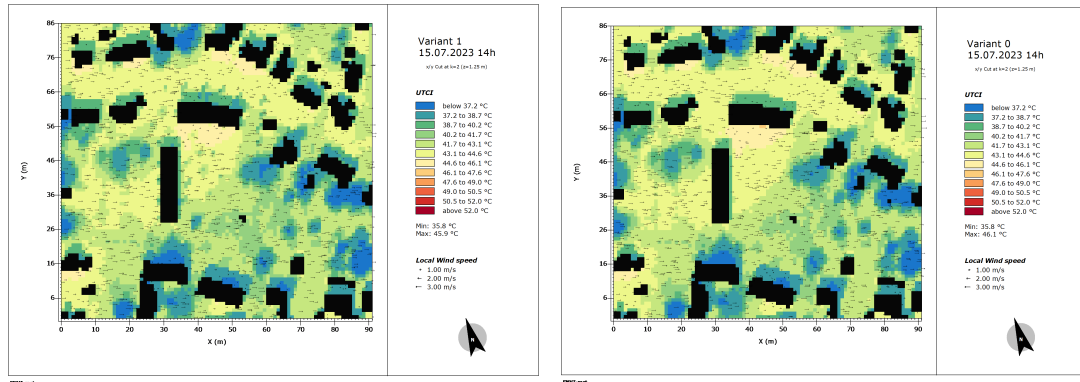 Variant 1
15.07.2023 14h
x/y Cut at k=2 (z=1.25 m)
UTCI
below 37.2 °C
37.2 to 38.7 °C
38.7 to 40.2 °C
40.2 to 41.7 °C
41.7 to 43.1 °C
43.1 to 44.6 °C
44.6 to 46.1 °C
46.1 to 47.6 °C
47.6 to 49.0 °C
49.0 to 50.5 °C
50.5 to 52.0 °C
above 52.0 °C
Min: 35.8 °C
Max: 45.9 °C
Local Wind speed
1.00 m/s
2.00 m/s
3.00 m/s
N
86
76
66
56
46
36
26
16
6
Y (m)
0 10 20 30 40 50 60 70 80 90
X (m)
Variant 0
15.07.2023 14h
x/y Cut at k=2 (z=1.25 m)
UTCI
below 37.2 °C
37.2 to 38.7 °C
38.7 to 40.2 °C
40.2 to 41.7 °C
41.7 to 43.1 °C
43.1 to 44.6 °C
44.6 to 46.1 °C
46.1 to 47.6 °C
47.6 to 49.0 °C
49.0 to 50.5 °C
50.5 to 52.0 °C
above 52.0 °C
Min: 35.8 °C
Max: 46.1 °C
Local Wind speed
1.00 m/s
2.00 m/s
3.00 m/s
N
86
76
66
56
46
36
26
16
6
Y (m)
0 10 20 30 40 50 60 70 80 90
X (m)